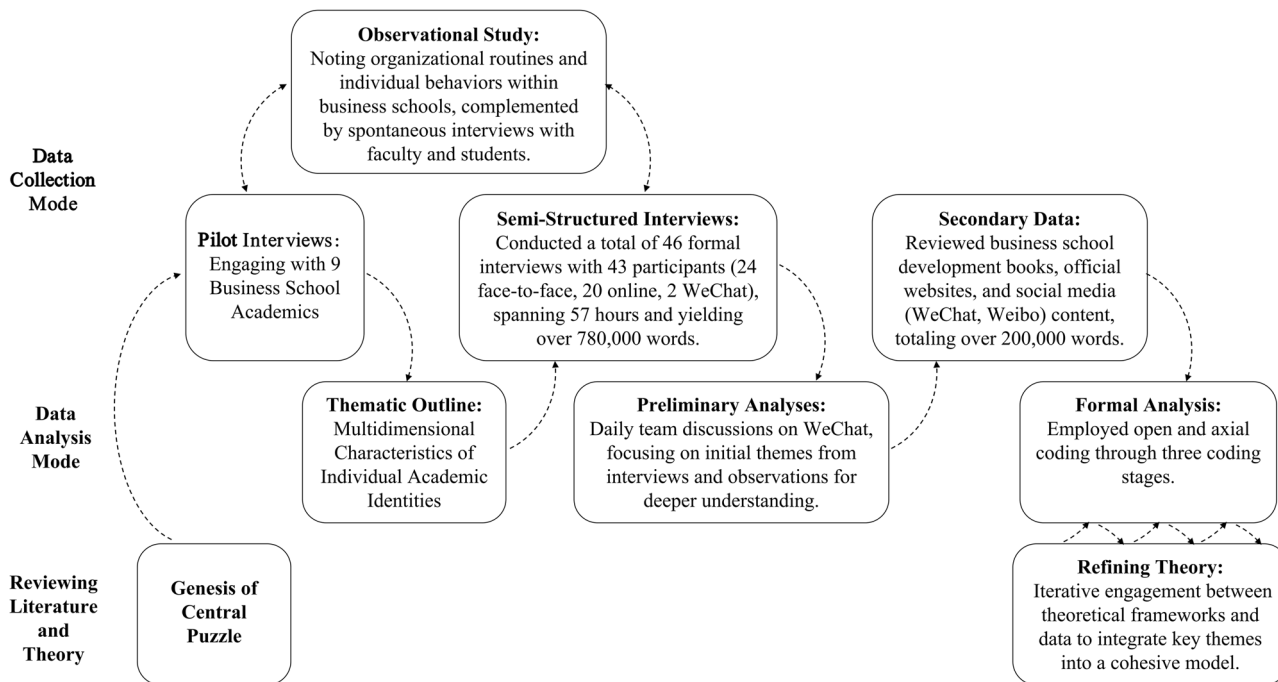 Observational Study:
Noting organizational routines and
individual behaviors within
business schools, complemented
by spontaneous interviews with
faculty and students.
Data
Collection
Mode
Pilot Interviews:
Engaging with 9
Business School
Academics
Semi-Structured Interviews:
Conducted a total of 46 formal
interviews with 43 participants (24
face-to-face, 20 online, 2 WeChat),
spanning 57 hours and yielding
over 780,000 words.
Secondary Data:
Reviewed business school
development books, official
websites, and social media
(WeChat, Weibo) content,
totaling over 200,000 words.
Data
Analysis
Mode
Thematic Outline:
Multidimensional
Characteristics of
Individual Academic
Identities
Preliminary Analyses:
Daily team discussions on WeChat,
focusing on initial themes from
interviews and observations for
deeper understanding.
Formal Analysis:
Employed open and axial
coding through three coding
stages.
Reviewing
Literature
and
Theory
Genesis of
Central
Puzzle
Refining Theory:
Iterative engagement between
theoretical frameworks and
data to integrate key themes
into a cohesive model.